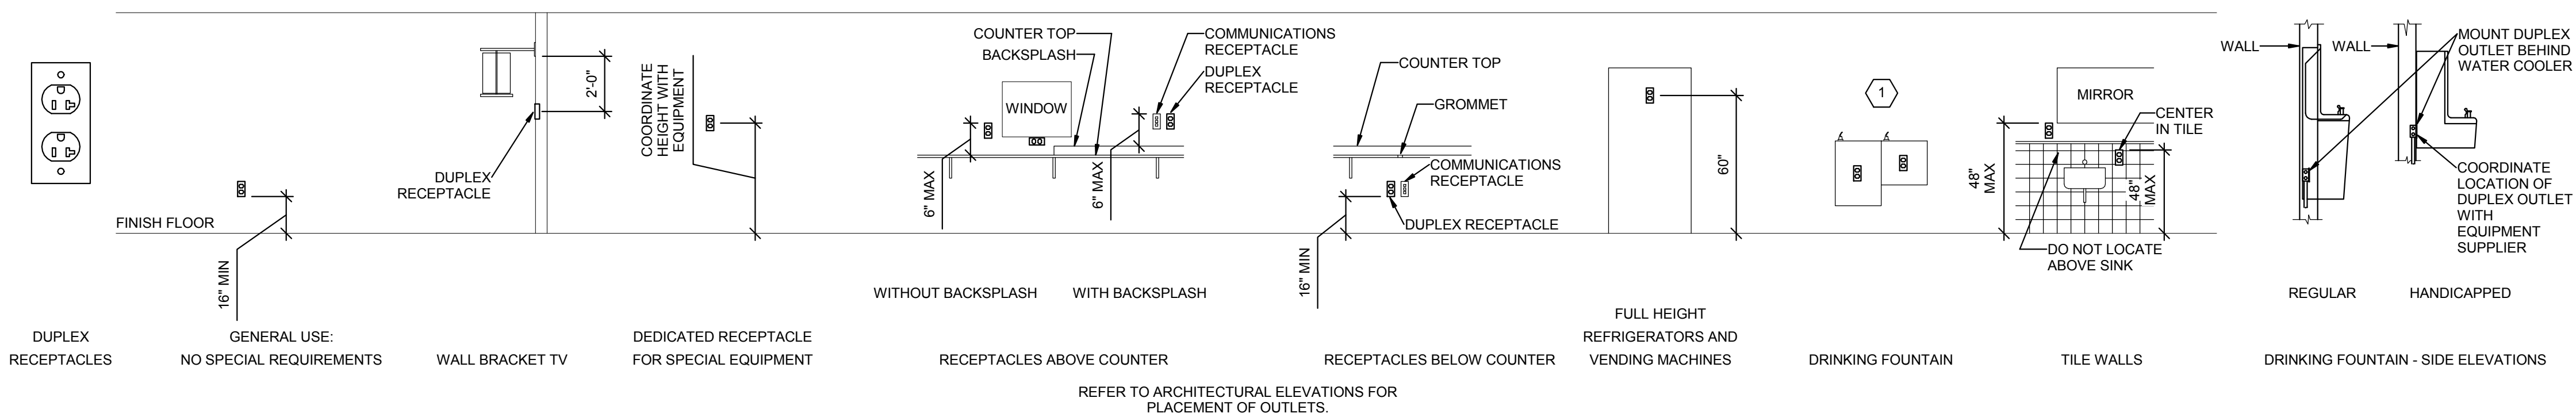 DUPLEX
RECEPTACLES
FINISH FLOOR
16" MIN
GENERAL USE:
NO SPECIAL REQUIREMENTS
2'-0"
DUPLEX
RECEPTACLE
WALL BRACKET TV
COORDINATE
HEIGHT WITH
EQUIPMENT
DEDICATED RECEPTACLE
FOR SPECIAL EQUIPMENT
COUNTER TOP
BACKSPLASH
WINDOW
COMMUNICATIONS
RECEPTACLE
DUPLEX
RECEPTACLE
6" MAX
6" MAX
WITHOUT BACKSPLASH
WITH BACKSPLASH
RECEPTACLES ABOVE COUNTER
COUNTER TOP
GROMMET
COMMUNICATIONS
RECEPTACLE
DUPLEX RECEPTACLE
16" MIN
RECEPTACLES BELOW COUNTER
60"
FULL HEIGHT
REFRIGERATORS AND
VENDING MACHINES
1
DRINKING FOUNTAIN
MIRROR
CENTER
IN TILE
48"
MAX
48"
MAX
DO NOT LOCATE
ABOVE SINK
TILE WALLS
WALL
WALL
MOUNT DUPLEX
OUTLET BEHIND
WATER COOLER
COORDINATE
LOCATION OF
DUPLEX OUTLET
WITH
EQUIPMENT
SUPPLIER
REGULAR
HANDICAPPED
DRINKING FOUNTAIN - SIDE ELEVATIONS
REFER TO ARCHITECTURAL ELEVATIONS FOR
PLACEMENT OF OUTLETS.